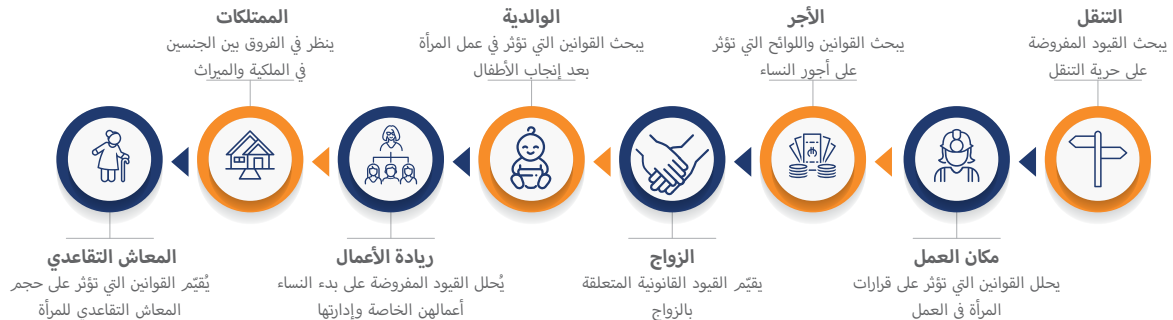 التنقل
يبحث القيود المفروضة
على حرية التنقل
مكان العمل
يحلل القوانين التي تؤثر على قرارات
المرأة في العمل
الأجر
يبحث القوانين واللوائح التي تؤثر
على أجور النساء
الزواج
يقيّم القيود القانونية المتعلقة
بالزواج
الوالدية
يبحث القوانين التي تؤثر في عمل المرأة
بعد إنجاب الأطفال
ريادة الأعمال
يُحلل القيود المفروضة على بدء النساء
أعمالهن الخاصة وإدارتها
الممتلكات
ينظر في الفروق بين الجنسين
في الملكية والميراث
المعاش التقاعدي
يُقيّم القوانين التي تؤثر على حجم
المعاش التقاعدي للمرأة